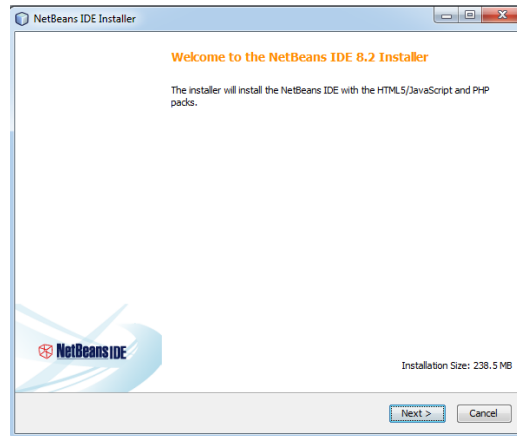 NetBeans IDE Installer
Welcome to the NetBeans IDE 8.2 Installer
The installer will install the NetBeans IDE with the HTML5/JavaScript and PHP
packs.
NetBeans IDE
Installation Size: 238.5 MB
Next >
Cancel